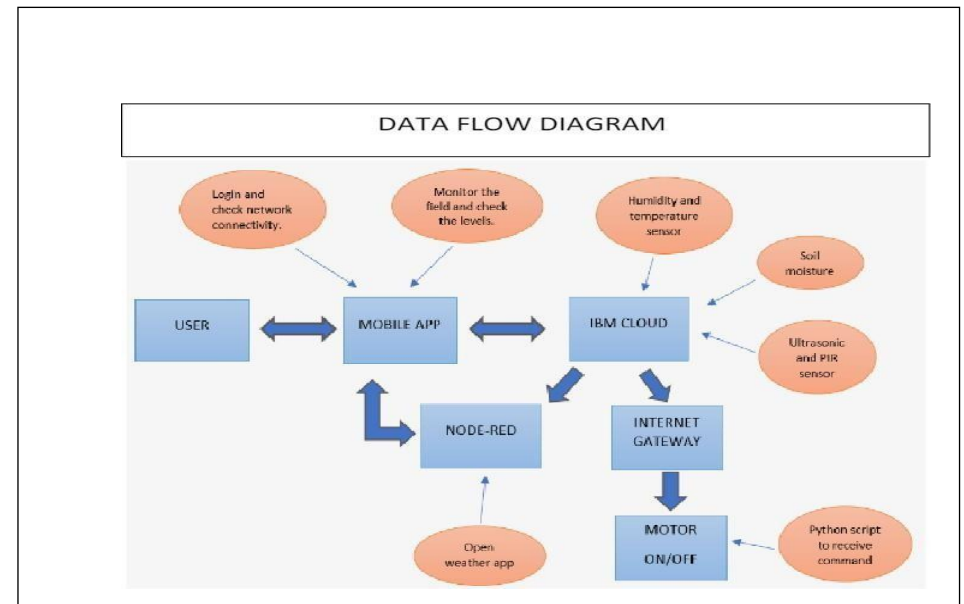 DATA FLOW DIAGRAM
Login and
check network
connectivity.
Monitor the
field and check
the levels.
Humidity and
temperature
sensor
Soil
moisture
USER
MOBILE APP
IBM CLOUD
Ultrasonic
and PIR
sensor
NODE-RED
INTERNET
GATEWAY
Open
weather app
MOTOR
ON/OFF
Python script
to receive
command